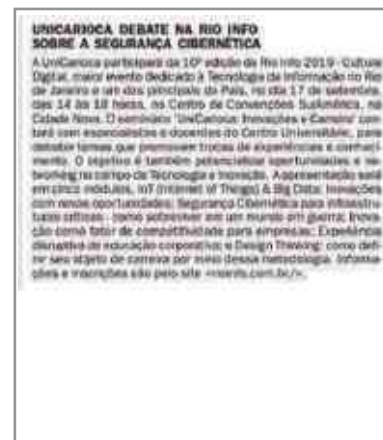 UNICARIOCA DEBATE NA RIO INFO
SOBRE A SEGURANÇA CIBERNÉTICA
A UniCarioca participará da edição da Rio Info 2019 - Cultura
Digital, maior evento dedicado à Tecnologia da Informação no Rio
de Janeiro e um dos principais do País, no dia 17 de setembro,
das 14 às 18 horas, no Centro de Convenções SulAmérica, na
Cidade Nova. O seminário 'UniCarioca: Inovações e Carreira' con-
tará com especialistas e docentes do Centro Universitário, para
debater temas que promovem trocas de experiências e conheci-
mento. O objetivo é também potencializar oportunidades e ne-
tworking no campo da Tecnologia e Inovação. A apresentação será
em cinco módulos, IoT (Internet of Things) & Big Data: Inovações
com novas oportunidades; Segurança Cibernética para infraestru-
turas críticas - como sobreviver em um mundo em guerra; Inova-
ção como fator de competitividade para empresas; Experiência
disruptiva de educação corporativa; e Design Thinking: como defi-
nir seu objeto de carreira por meio dessa metodologia. Informa-
ções e inscrições são pelo site <rioinfo.com.br/>.